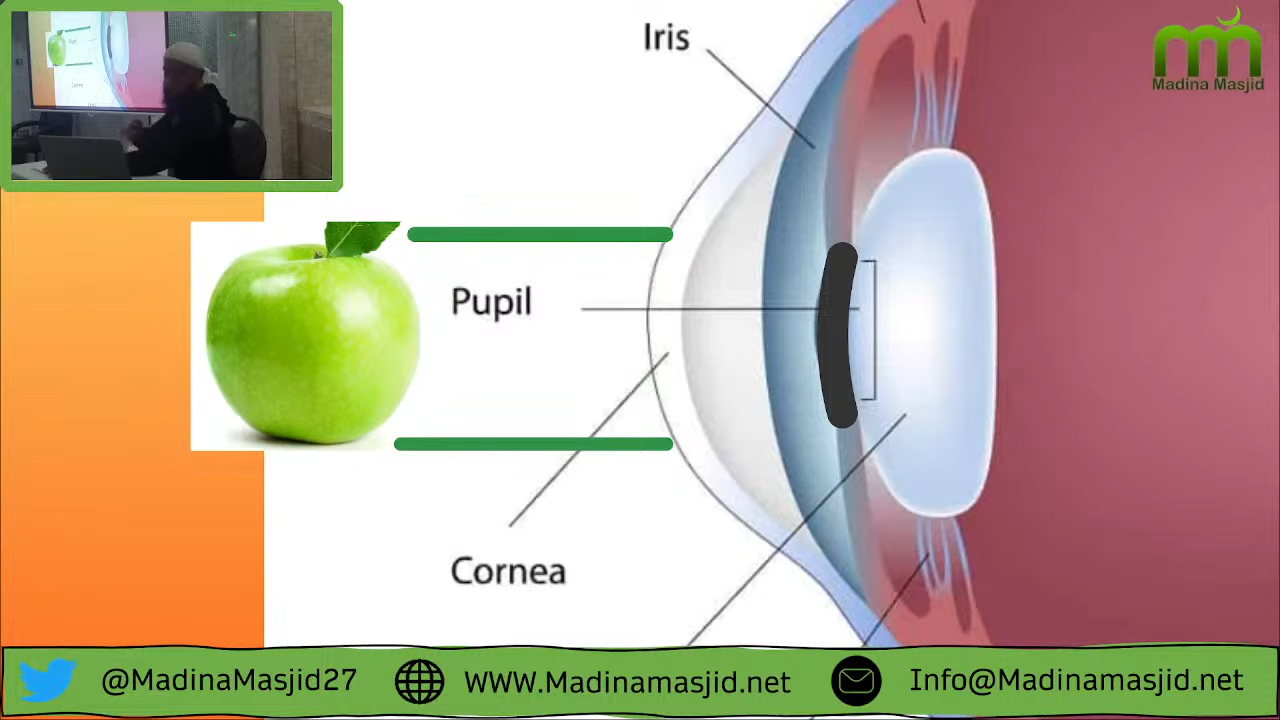 Iris
Madina Masjid
Pupil
Cornea
@MadinaMasjid27
WWW.Madinamasjid.net
Info@Madinamasjid.net